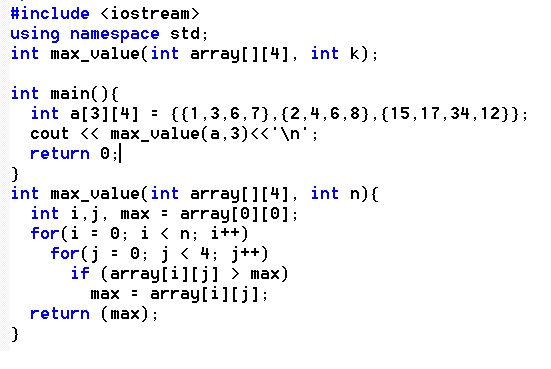 #include <iostream>
using namespace std;
int max_value(int array[][4], int k);
int main(){
int a[3][4] = {{1,3,6,7},{2,4,6,8},{15,17,34,12}};
cout << max_value(a,3)<<'\n';
return 0;
}
int max_value(int array[][4], int n){
int i,j, max = array[0][0];
for(i = 0; i < n; i++)
for(j = 0; j < 4; j++)
if (array[i][j] > max)
max = array[i][j];
return (max);
}